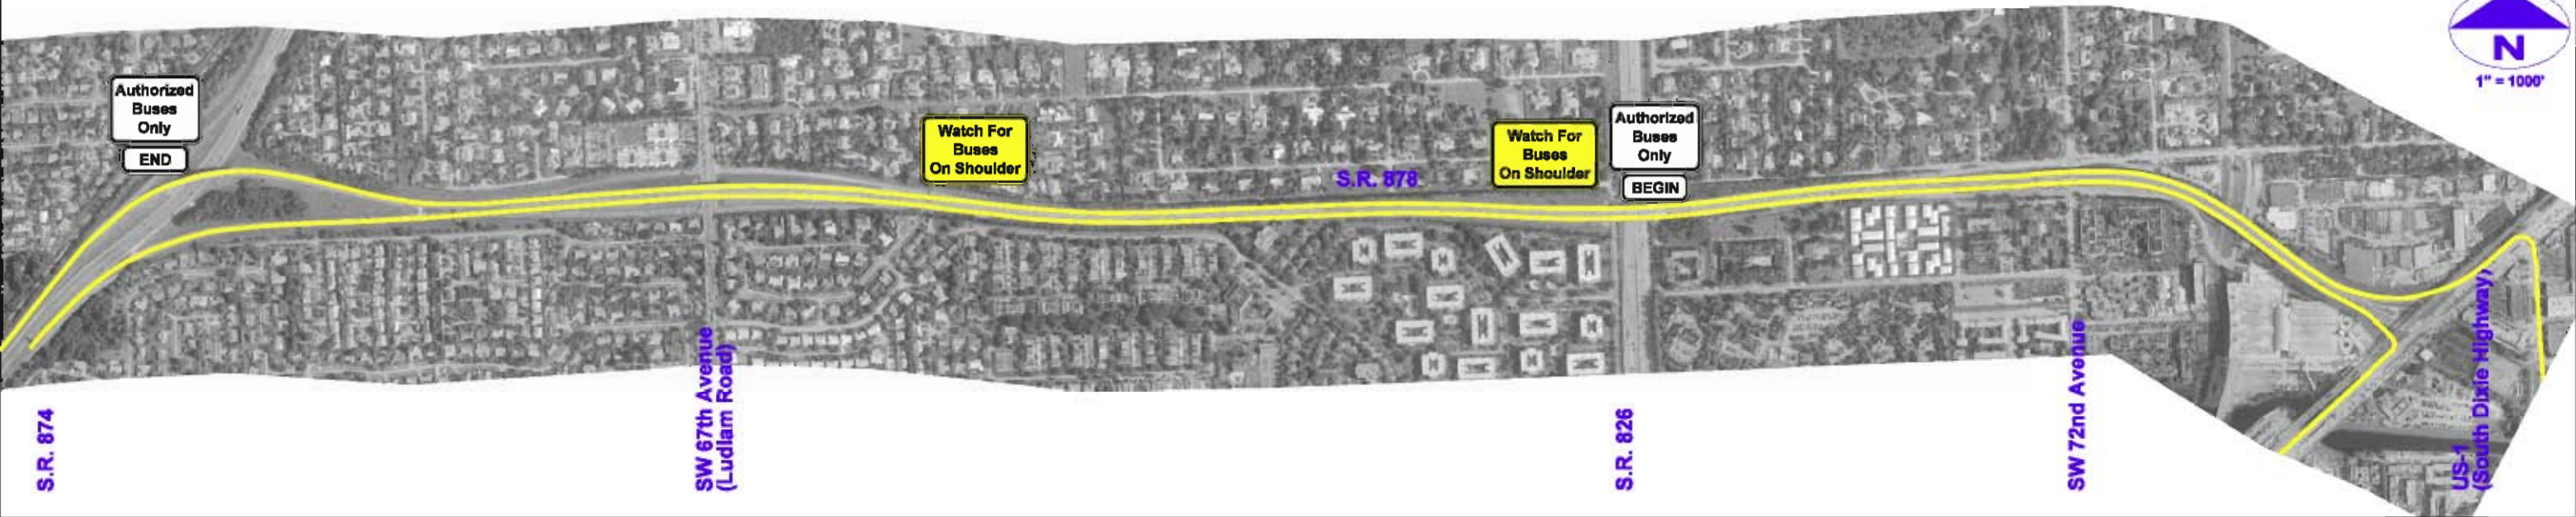 N
1" = 1000'
Authorized
Buses
Only
END
Watch For
Buses
On Shoulder
S.R. 878
Watch For
Buses
On Shoulder
Authorized
Buses
Only
BEGIN
S.R. 874
SW 67th Avenue
(Ludlam Road)
S.R. 826
SW 72nd Avenue
US-1
(South Dixie Highway)